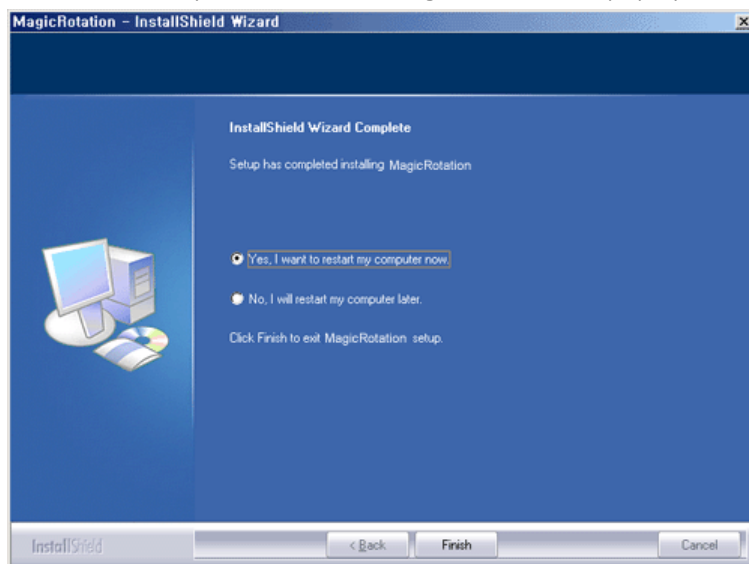 MagicRotation - InstallShield Wizard
InstallShield Wizard Complete
Setup has completed installing MagicRotation
Yes, I want to restart my computer now.
No, I will restart my computer later.
Click Finish to exit MagicRotation setup.
InstallShield
< Back
Finish
Cancel